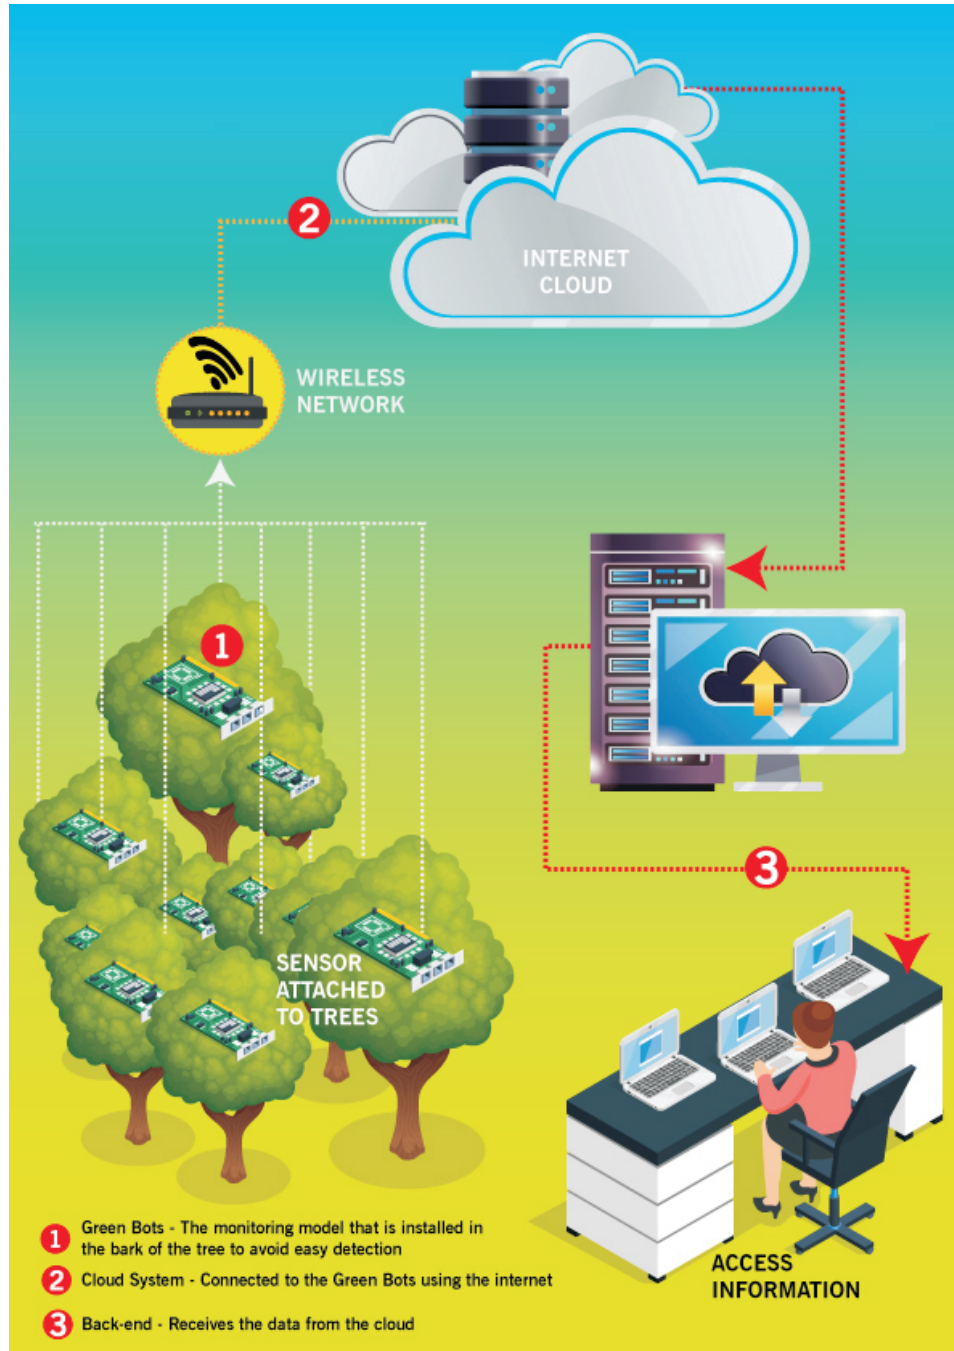 2
INTERNET
CLOUD
WIRELESS
NETWORK
1
3
SENSOR
ATTACHED
TO TREES
1 Green Bots - The monitoring model that is installed in
the bark of the tree to avoid easy detection
2 Cloud System - Connected to the Green Bots using the internet
3 Back-end - Receives the data from the cloud
ACCESS
INFORMATION